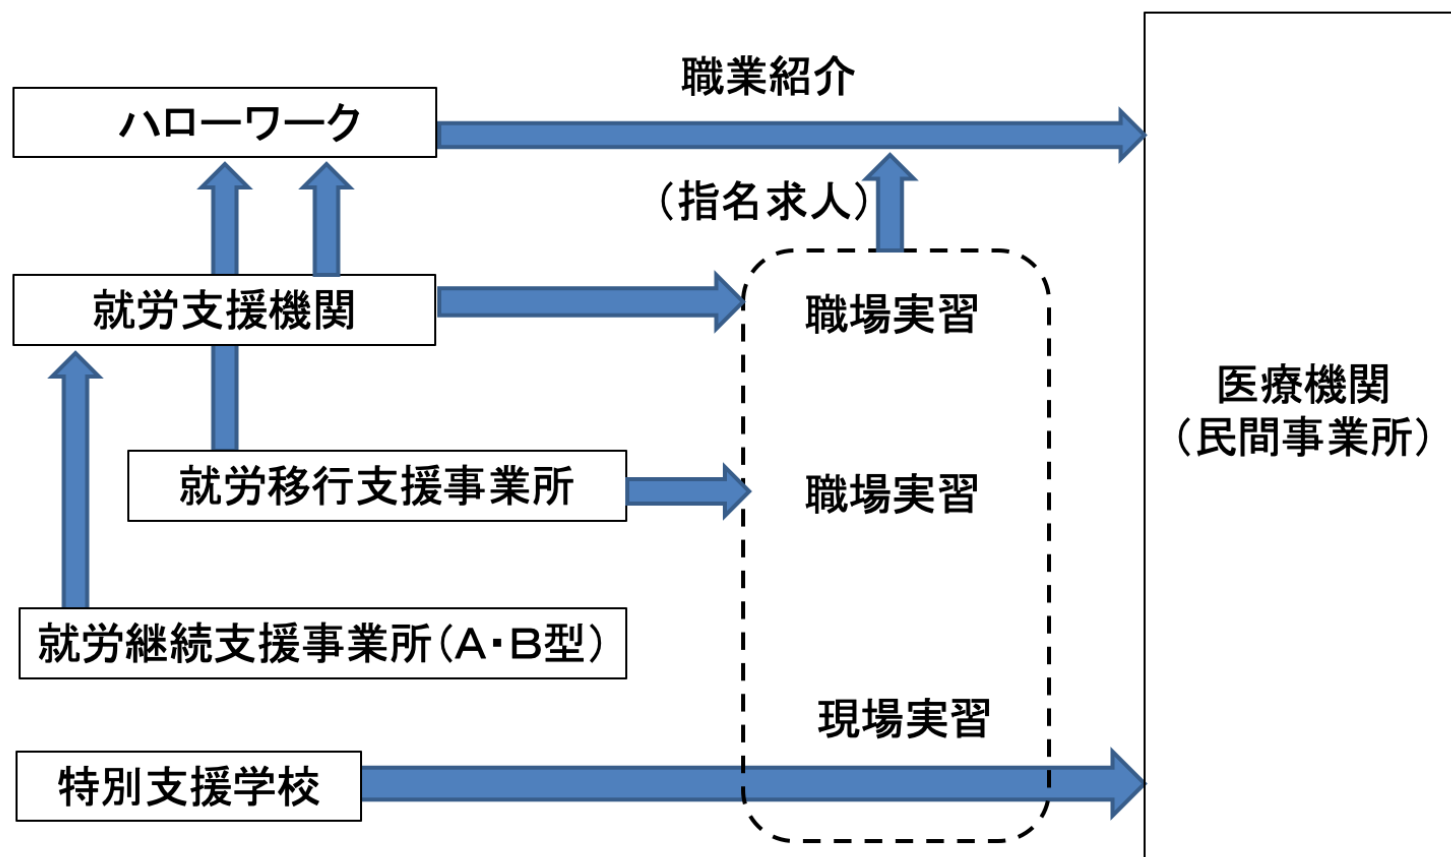 職業紹介
ハローワーク
（指名求人）
就労支援機関
職場実習
医療機関
（民間事業所）
就労移行支援事業所
職場実習
就労継続支援事業所（Ａ・Ｂ型）
現場実習
特別支援学校